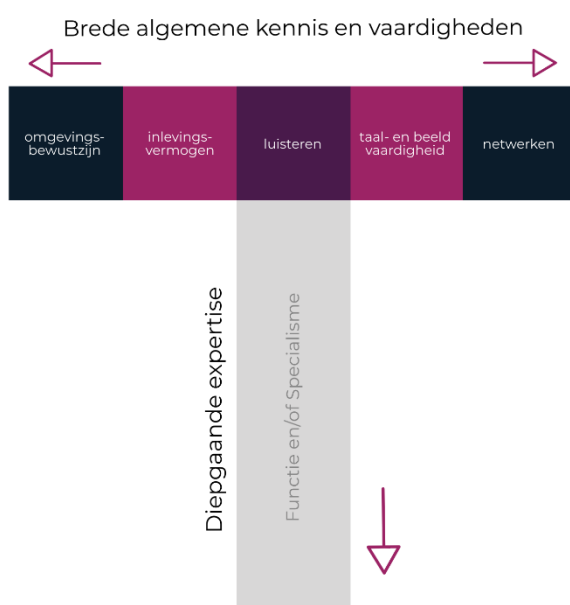 Brede algemene kennis en vaardigheden
omgevings-
bewustzijn
inlevings-
vermogen
luisteren
taal- en beeld
vaardigheid
netwerken
Diepgaande expertise
Functie en/of Specialisme